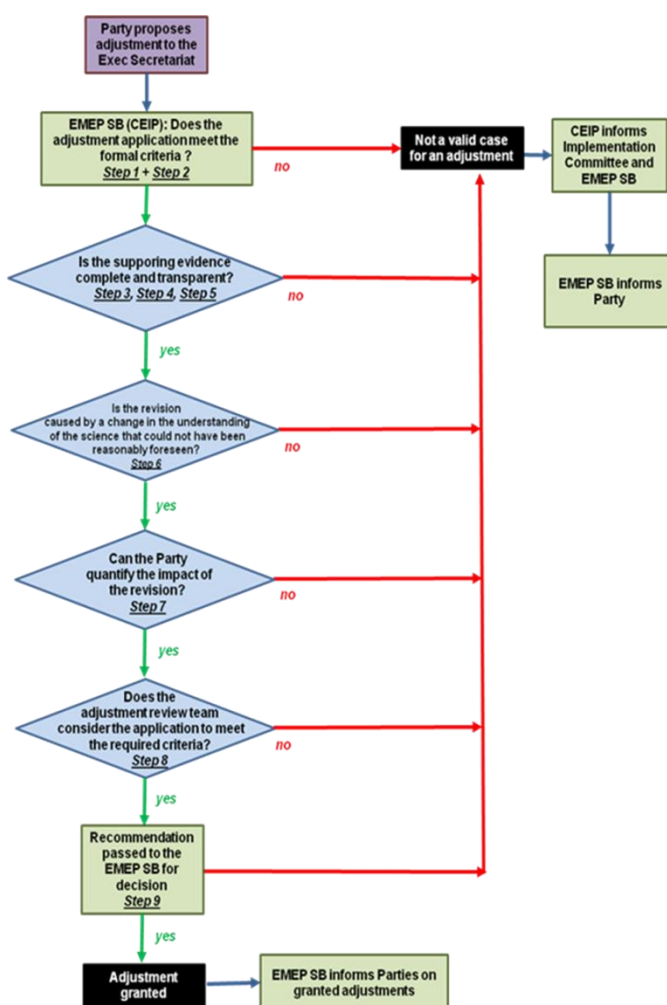 Party proposes
adjustment to the
Exec Secretariat
EMEP SB (CEIP): Does the
adjustment application meet the
formal criteria ?
Step 1 + Step 2
no
Not a valid case
for an adjustment
CEIP informs
Implementation
Committee and
EMEP SB
EMEP SB informs
Party
Is the supporing evidence
complete and transparent?
Step 3, Step 4, Step 5
no
yes
Is the revision
caused by a change in the understanding
of the science that could not have been
reasonably foreseen?
Step 6
no
yes
Can the Party
quantify the impact of
the revision?
Step 7
no
yes
Does the
adjustment review team
consider the application to meet
the required criteria?
Step 8
no
yes
Recommendation
passed to the
EMEP SB for
decision
Step 9
yes
Adjustment
granted
EMEP SB informs Parties on
granted adjustments